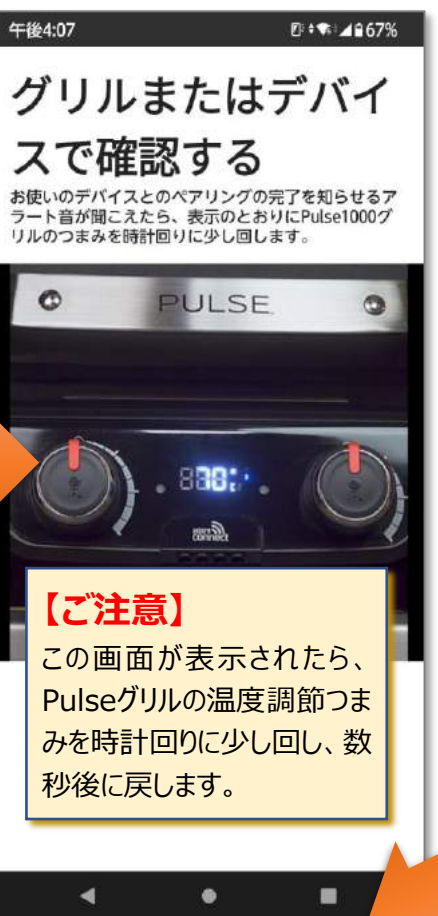 午後4:07
67%
グリルまたはデバイ
スで確認する
お使いのデバイスとのペアリングの完了を知らせるア
ラート音が聞こえたら、表示のとおりにPulse1000グ
リルのつまみを時計回りに少し回します。
PULSE
connect
【ご注意】
この画面が表示されたら、
Pulseグリルの温度調節つま
みを時計回りに少し回し、数
秒後に戻します。